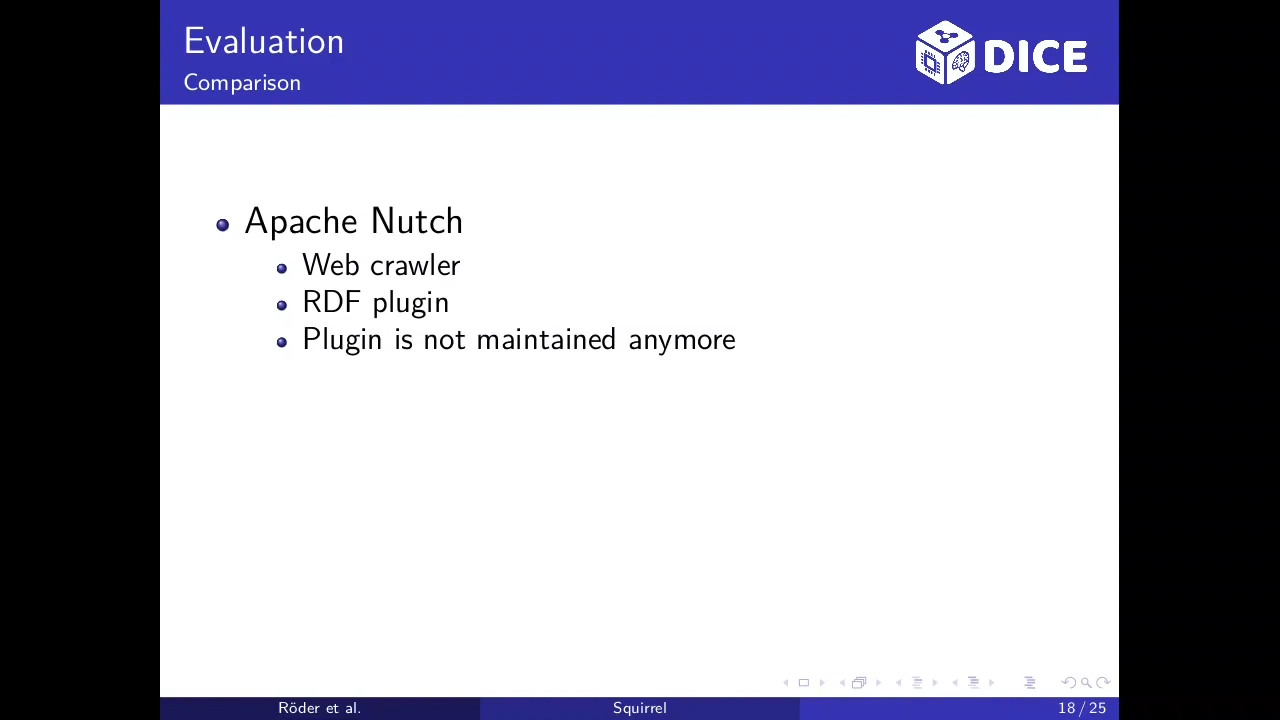 Evaluation
Comparison
DICE
Apache Nutch
Web crawler
RDF plugin
Plugin is not maintained anymore
Röder et al.
Squirrel
18 / 25